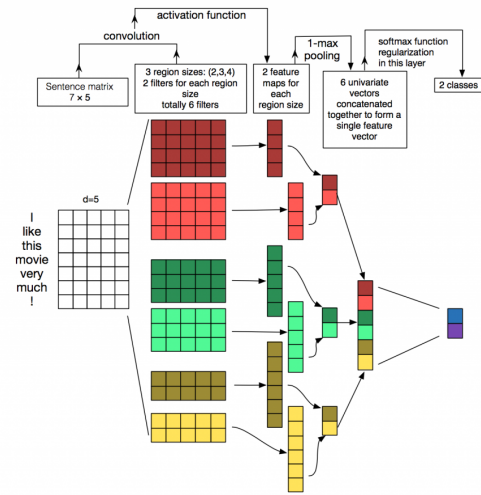 activation function
convolution
1-max
pooling
softmax function
regularization
in this layer
Sentence matrix
7 × 5
3 region sizes: (2,3,4)
2 filters for each region
size
totally 6 filters
2 feature
maps for
each
region size
6 univariate
vectors
concatenated
together to form a
single feature
vector
2 classes
d=5
I
like
this
movie
very
much
!